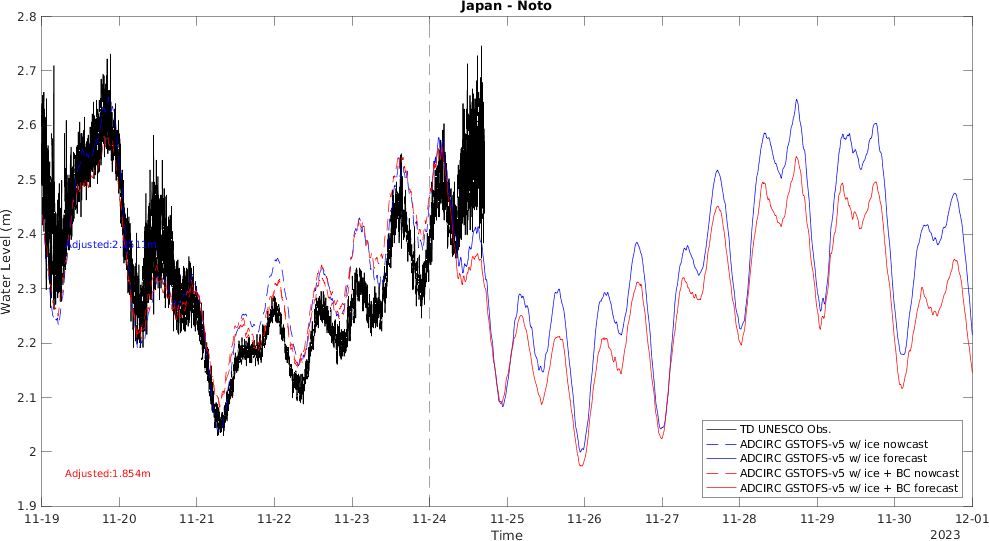 Japan - Noto
Water Level (m)
2.8
2.7
2.6
2.5
2.4
2.3
2.2
2.1
2
1.9
Adjusted:1.854m
TD UNESCO Obs.
ADCIRC GSTOFS-v5 w/ ice nowcast
ADCIRC GSTOFS-v5 w/ ice forecast
ADCIRC GSTOFS-v5 w/ ice + BC nowcast
ADCIRC GSTOFS-v5 w/ ice + BC forecast
11-19 11-20 11-21 11-22 11-23 11-24 11-25 11-26 11-27 11-28 11-29 11-30 12-01
Time
2023